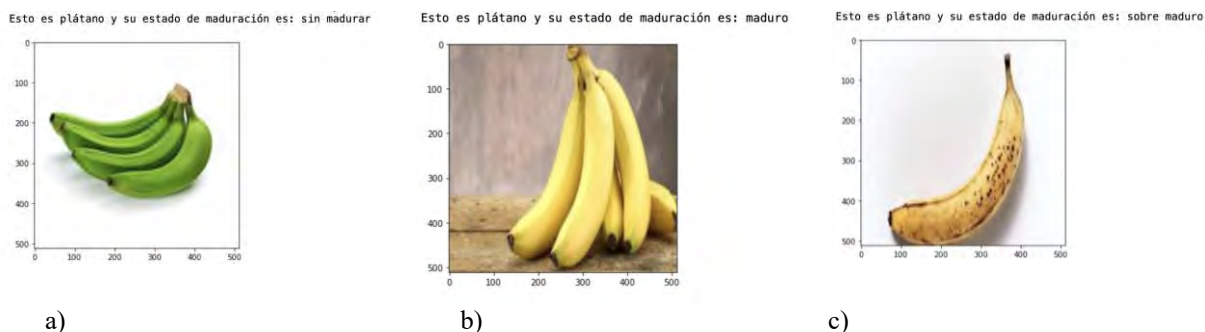 Esto es plátano y su estado de maduración es: sin madurar
0
100
200
300
400
500
0 100 200 300 400 500
a)
Esto es plátano y su estado de maduración es: maduro
0
100
200
300
400
500
0 100 200 300 400 500
b)
Esto es plátano y su estado de maduración es: sobre maduro
0
100
200
300
400
500
0 100 200 300 400 500
c)